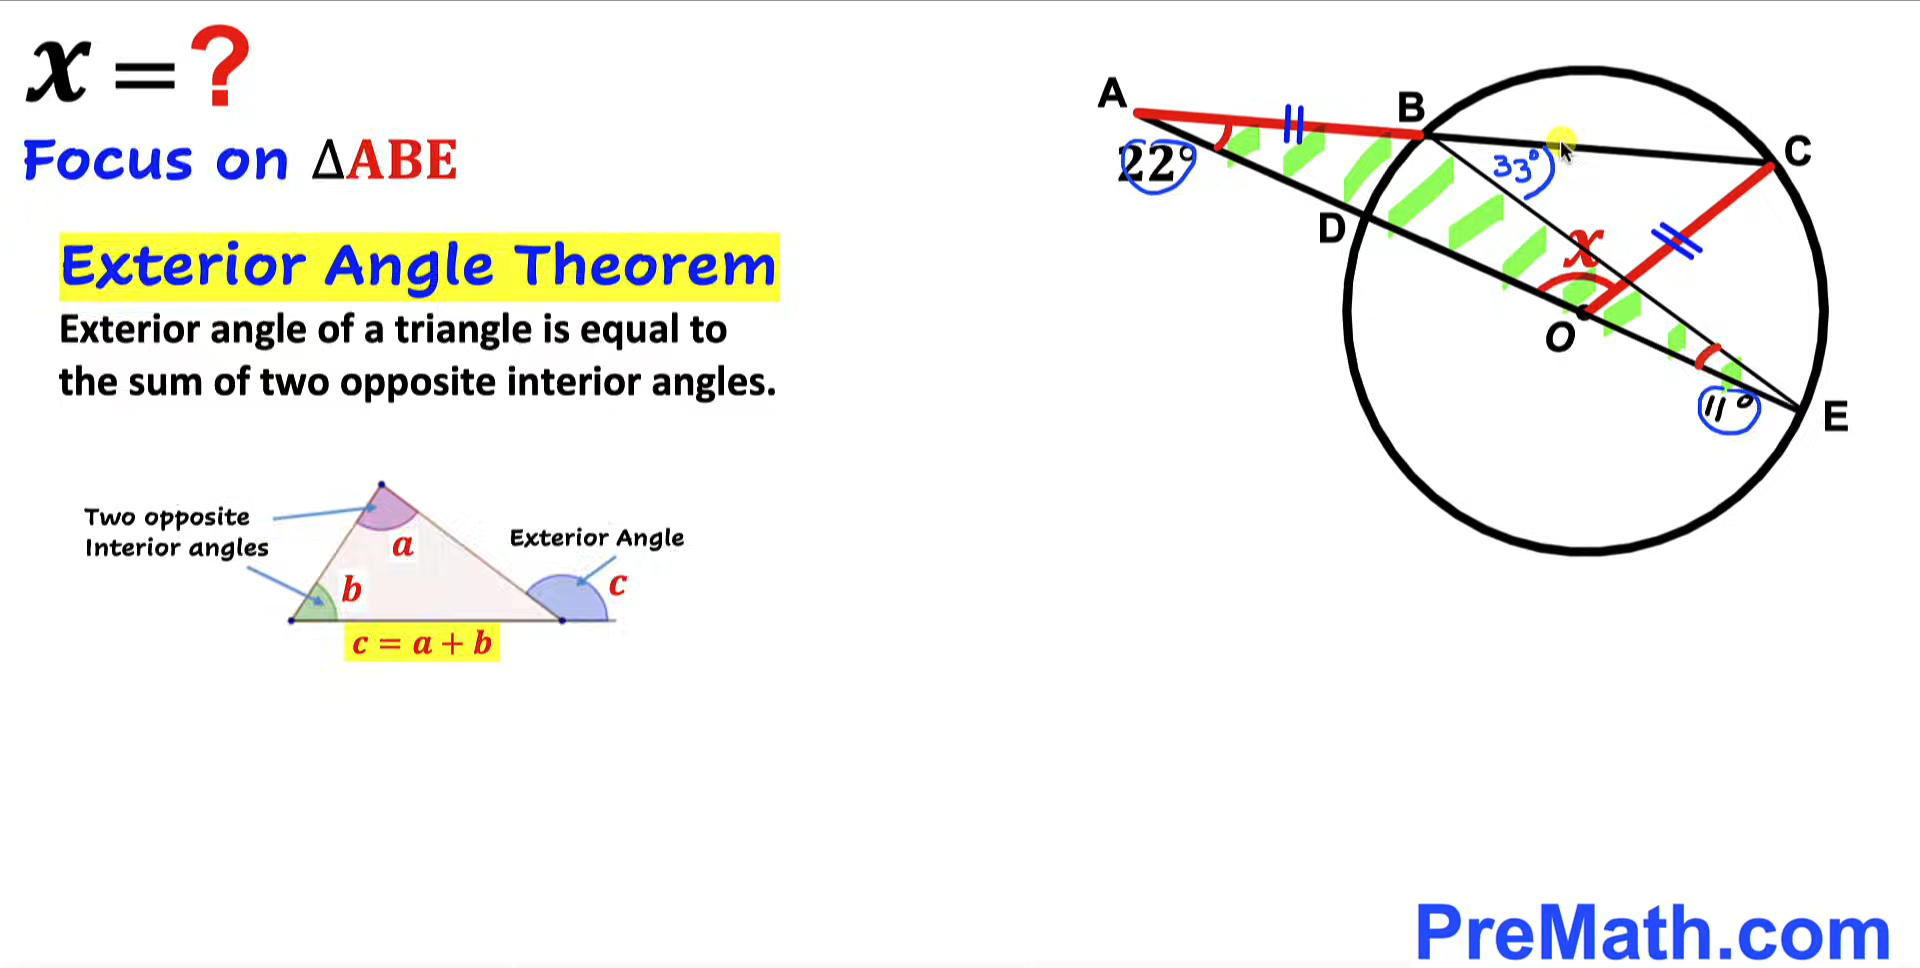 x = ?
Focus on ΔABE
Exterior Angle Theorem
Exterior angle of a triangle is equal to
the sum of two opposite interior angles.
Two opposite
Interior angles
a
b
Exterior Angle
c
c = a + b
A
B
C
22°
33°
D
x
O
11°
E
PreMath.com